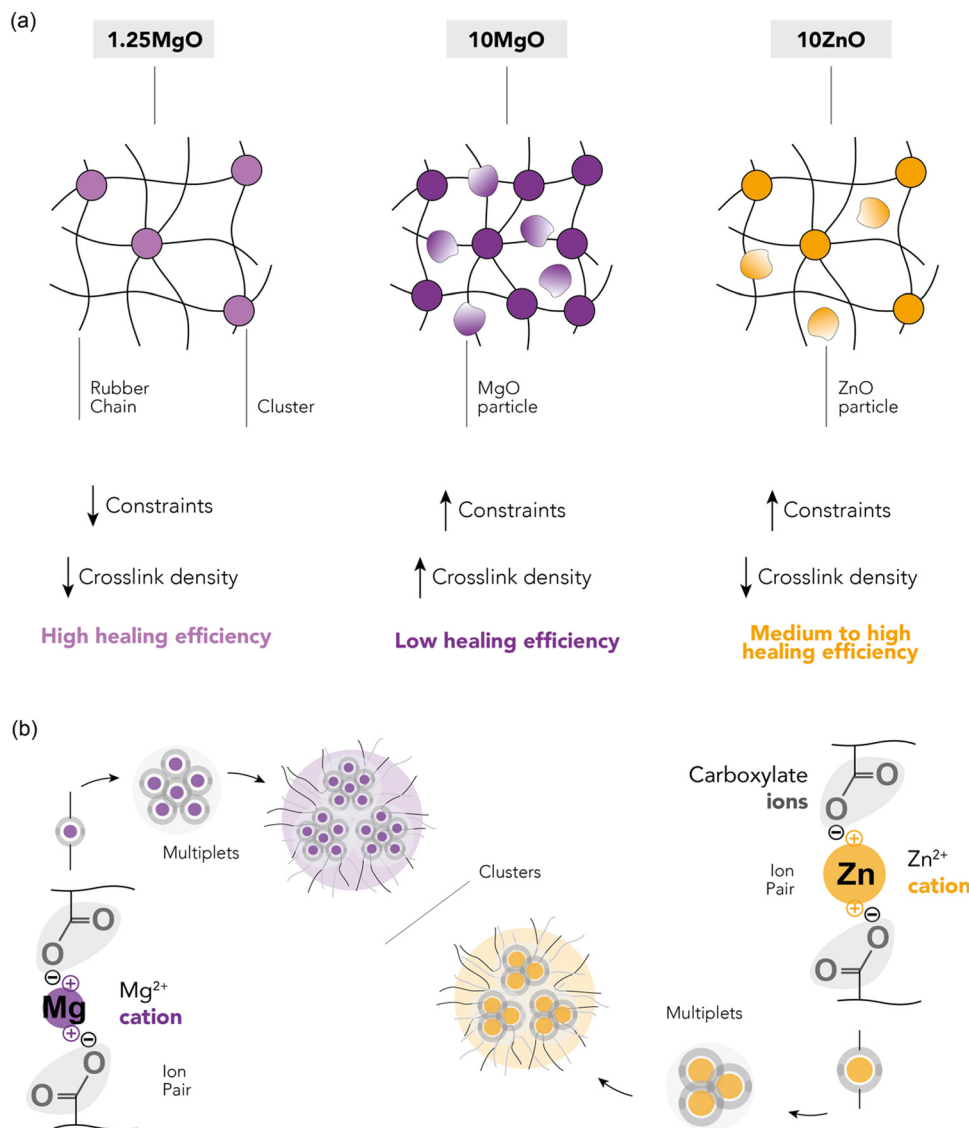 (a)
1.25MgO
10MgO
10ZnO
Rubber
Chain
Cluster
MgO
particle
ZnO
particle
↓ Constraints
↑ Constraints
↑ Constraints
↓ Crosslink density
↑ Crosslink density
↓ Crosslink density
High healing efficiency
Low healing efficiency
Medium to high
healing efficiency
(b)
Multiplets
Clusters
O
O
⊖
⊕
Mg
⊕
⊖
O
O
Mg²⁺
cation
Ion
Pair
Carboxylate
ions
O
O
⊖
⊕
Zn
⊕
⊖
O
O
Ion
Pair
Zn²⁺
cation
Multiplets